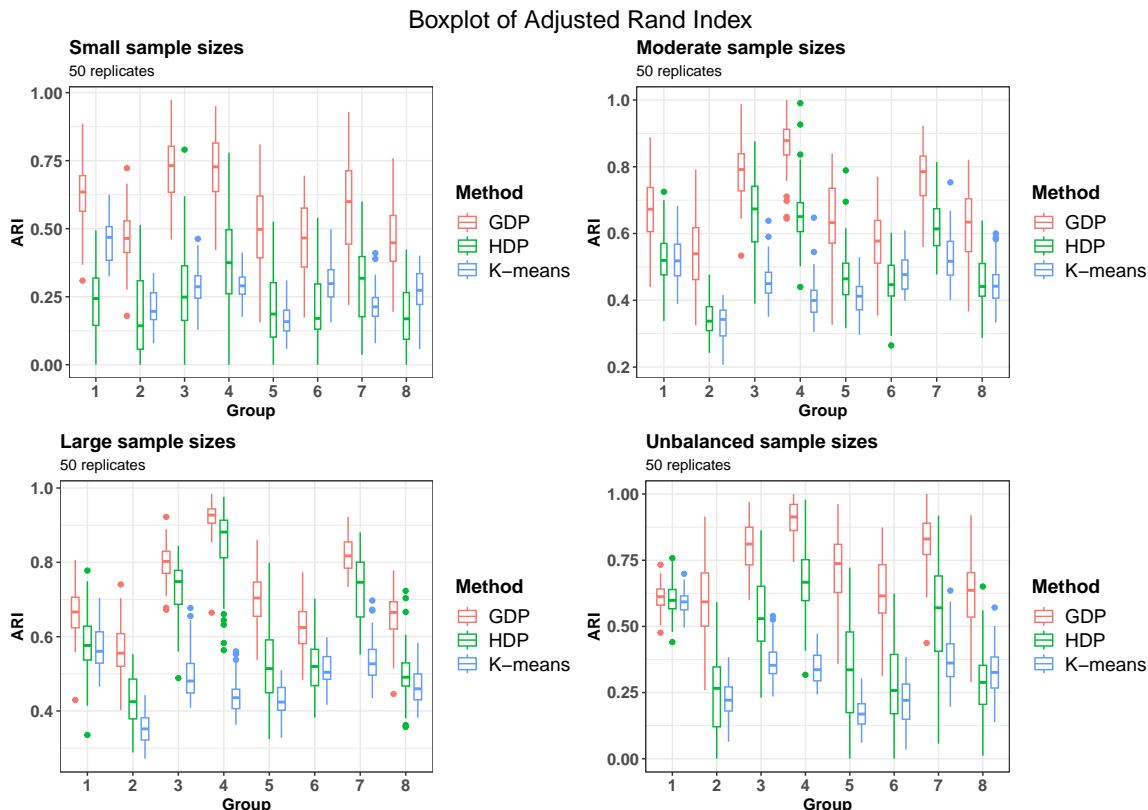 Boxplot of Adjusted Rand Index
Small sample sizes
50 replicates
1.00
0.75
0.50
0.25
0.00
ARI
1 2 3 4 5 6 7 8
Group
Method
GDP
HDP
K−means
Moderate sample sizes
50 replicates
1.0
0.8
0.6
0.4
0.2
ARI
1 2 3 4 5 6 7 8
Group
Method
GDP
HDP
K−means
Large sample sizes
50 replicates
1.0
0.8
0.6
0.4
ARI
1 2 3 4 5 6 7 8
Group
Method
GDP
HDP
K−means
Unbalanced sample sizes
50 replicates
1.00
0.75
0.50
0.25
0.00
ARI
1 2 3 4 5 6 7 8
Group
Method
GDP
HDP
K−means